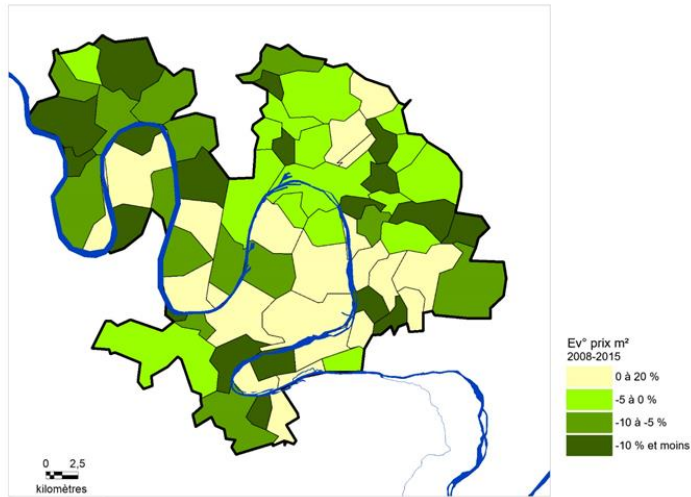 Ev° prix m²
2008-2015
0 à 20 %
-5 à 0 %
-10 à -5 %
-10 % et moins
0 2,5
kilomètres